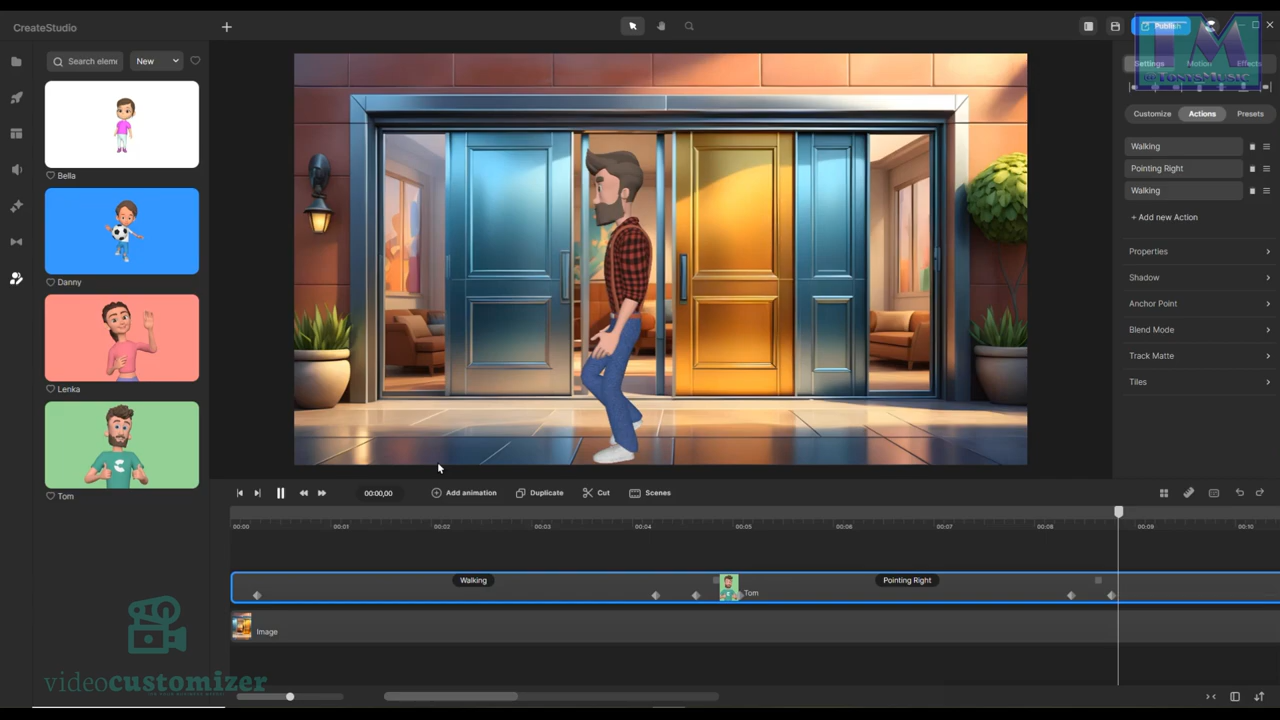 CreateStudio
Publish
Search elem
New
Settings
Motion
Effects
TM
@TonysMusic
Customize
Actions
Presets
Bella
Danny
Lenka
Tom
Walking
Pointing Right
Walking
+ Add new Action
Properties
Shadow
Anchor Point
Blend Mode
Track Matte
Tiles
00:00,00
Add animation
Duplicate
Cut
Scenes
00:00
00:01
00:02
00:03
00:04
00:05
00:06
00:07
00:08
00:09
00:10
Walking
Tom
Pointing Right
Image
videocustomizer